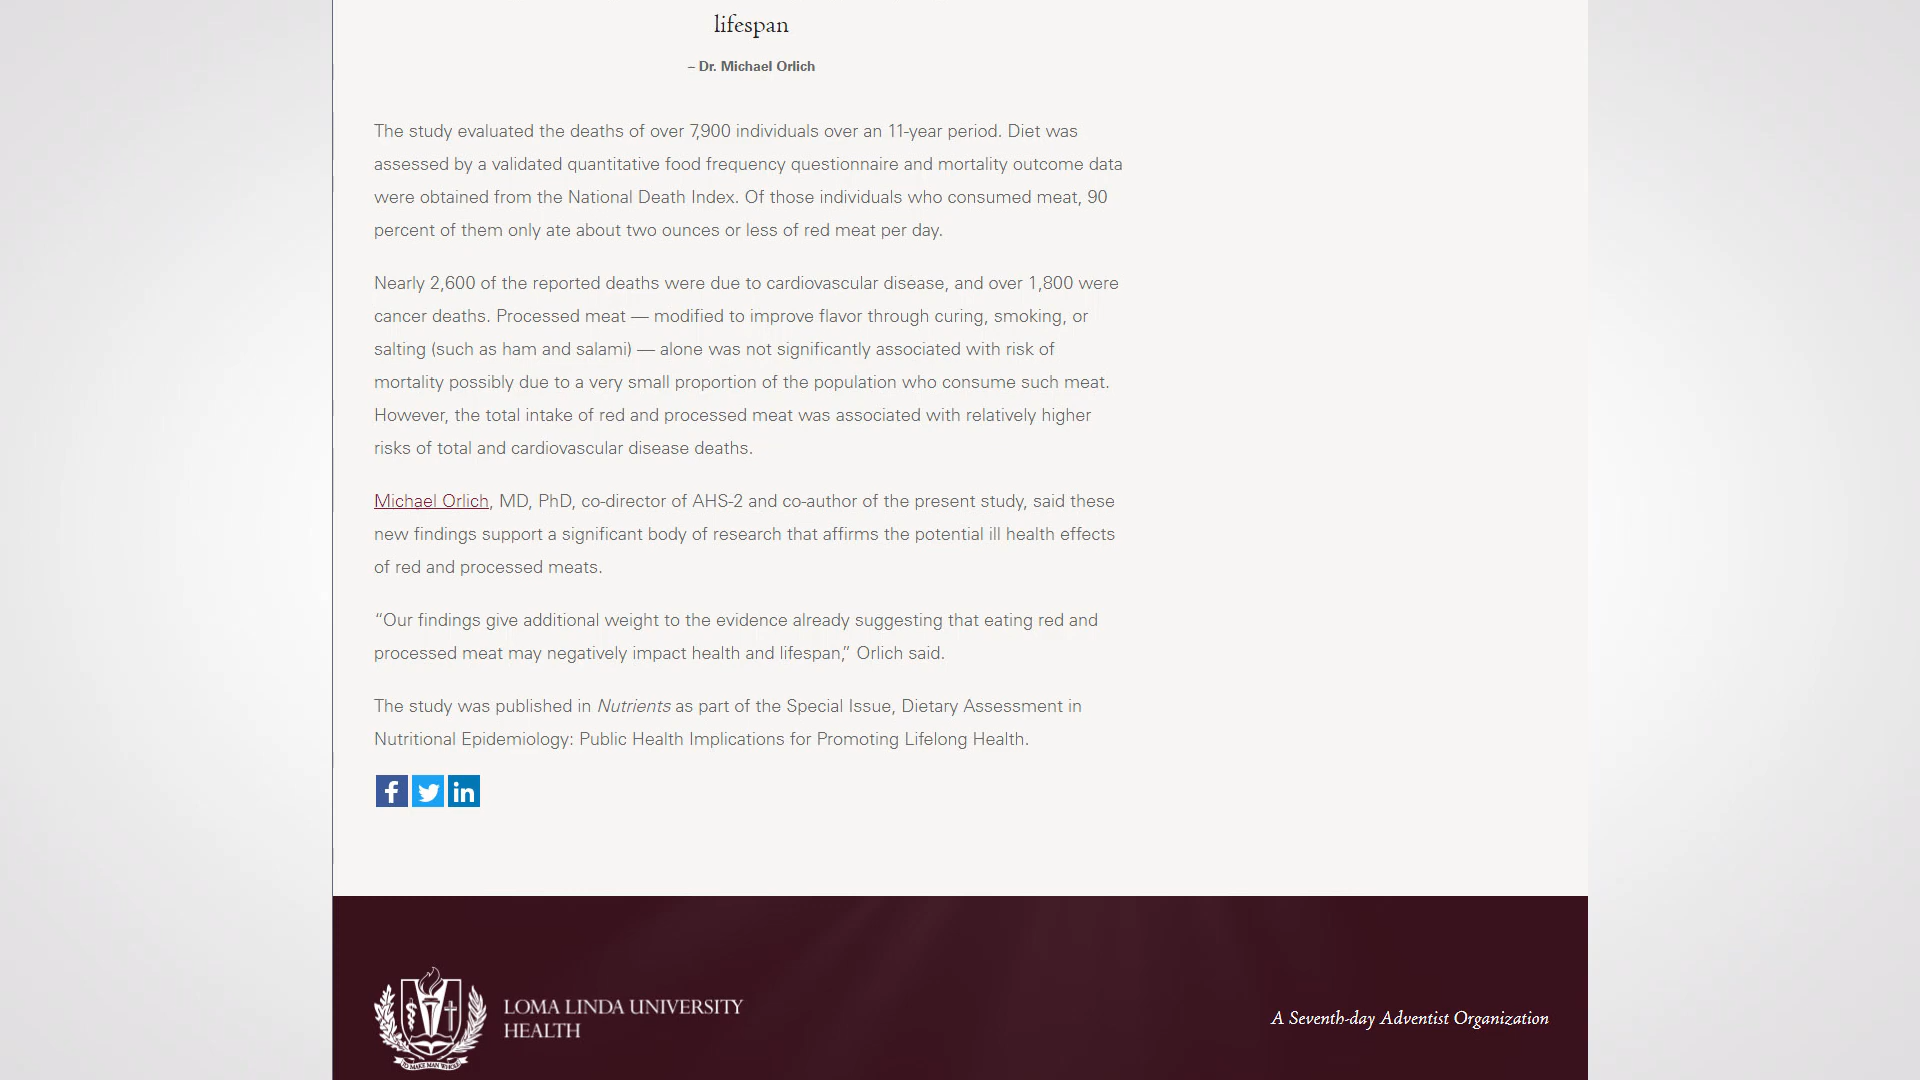 lifespan
– Dr. Michael Orlich
The study evaluated the deaths of over 7,900 individuals over an 11-year period. Diet was
assessed by a validated quantitative food frequency questionnaire and mortality outcome data
were obtained from the National Death Index. Of those individuals who consumed meat, 90
percent of them only ate about two ounces or less of red meat per day.
Nearly 2,600 of the reported deaths were due to cardiovascular disease, and over 1,800 were
cancer deaths. Processed meat — modified to improve flavor through curing, smoking, or
salting (such as ham and salami) — alone was not significantly associated with risk of
mortality possibly due to a very small proportion of the population who consume such meat.
However, the total intake of red and processed meat was associated with relatively higher
risks of total and cardiovascular disease deaths.
Michael Orlich, MD, PhD, co-director of AHS-2 and co-author of the present study, said these
new findings support a significant body of research that affirms the potential ill health effects
of red and processed meats.
“Our findings give additional weight to the evidence already suggesting that eating red and
processed meat may negatively impact health and lifespan,” Orlich said.
The study was published in Nutrients as part of the Special Issue, Dietary Assessment in
Nutritional Epidemiology: Public Health Implications for Promoting Lifelong Health.
f in
LOMA LINDA UNIVERSITY
HEALTH
TO MAKE MAN WHOLE
A Seventh-day Adventist Organization